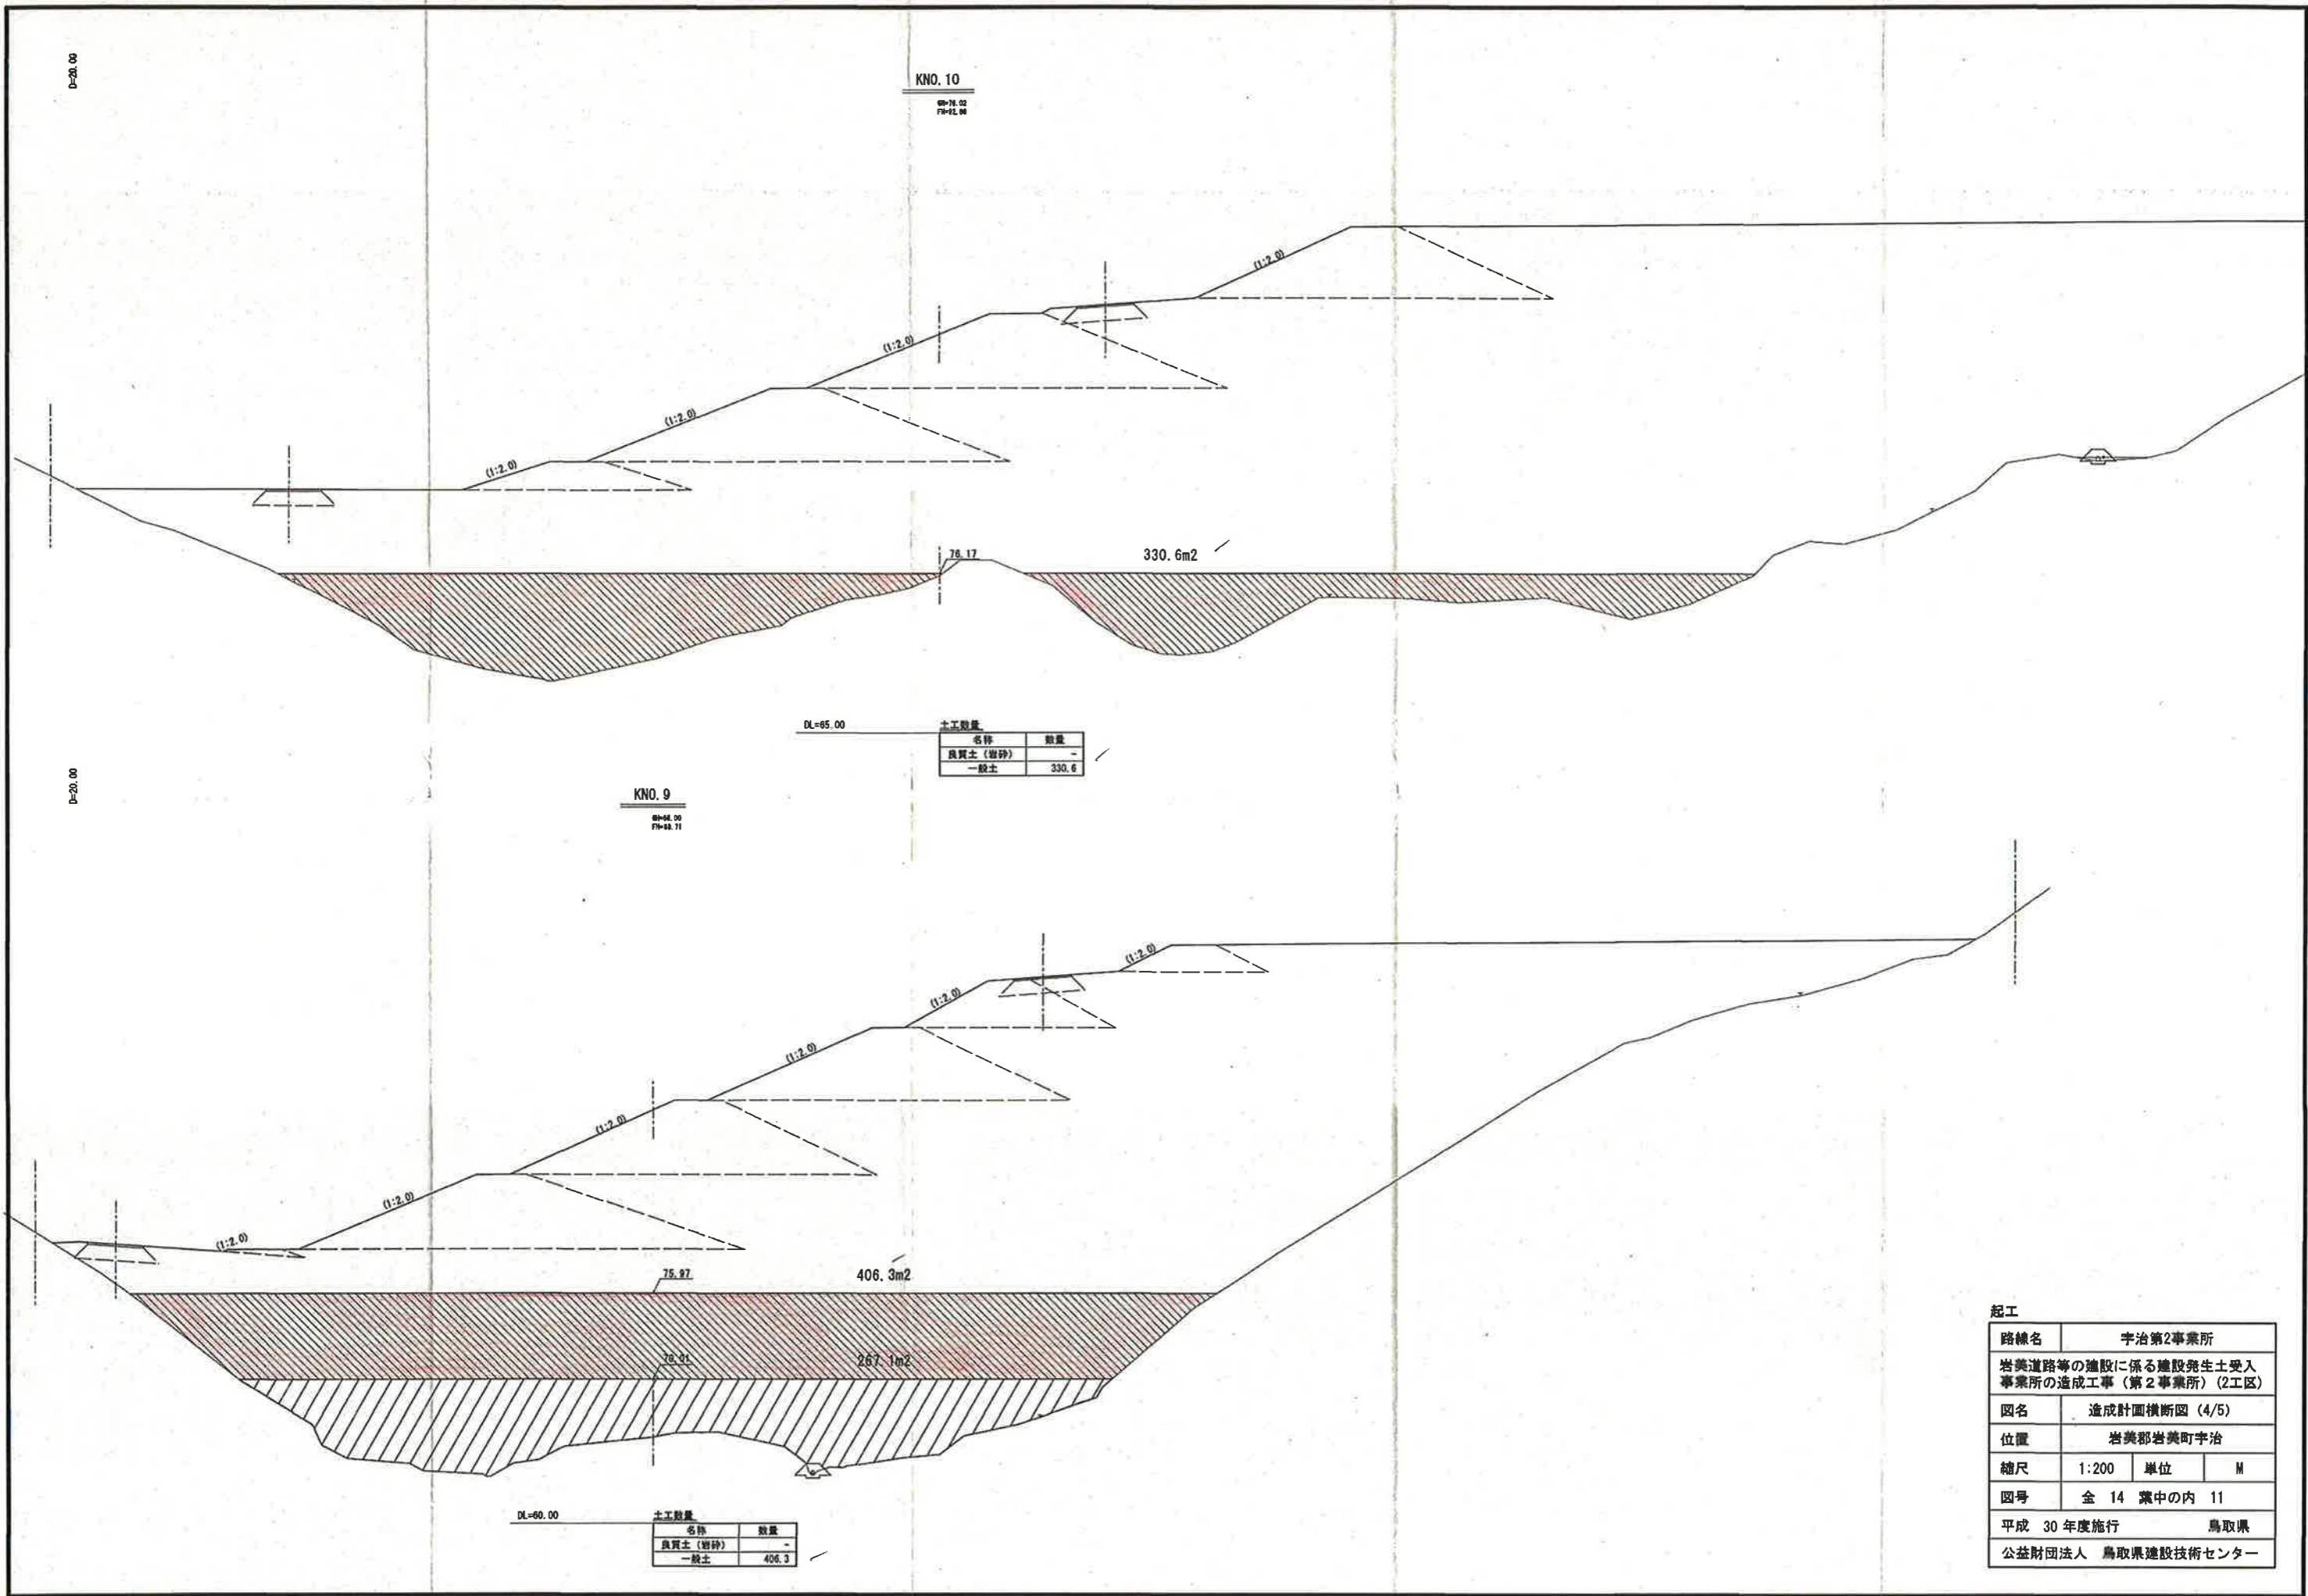 D=20.00
KNO.10
GH=76.02
(1:2.0)
(1:2.0)
(1:2.0)
(1:2.0)
76.17
330.6m2
DL=65.00
土工数量
名称 数量
良質土（岩砕） -
一般土 330.6
D=20.00
KNO.9
(1:2.0)
(1:2.0)
(1:2.0)
(1:2.0)
(1:2.0)
(1:2.0)
75.97
406.3m2
267.1m2
DL=60.00
土工数量
名称 数量
良質土（岩砕） -
一般土 406.3
起工
路線名 宇治第2事業所
岩美道路等の建設に係る建設発生土受入
事業所の造成工事（第２事業所）(2工区)
図名 造成計画横断図 (4/5)
位置 岩美郡岩美町宇治
縮尺 1:200 単位 M
図号 全 14 葉中の内 11
平成 30 年度施行 鳥取県
公益財団法人 鳥取県建設技術センター